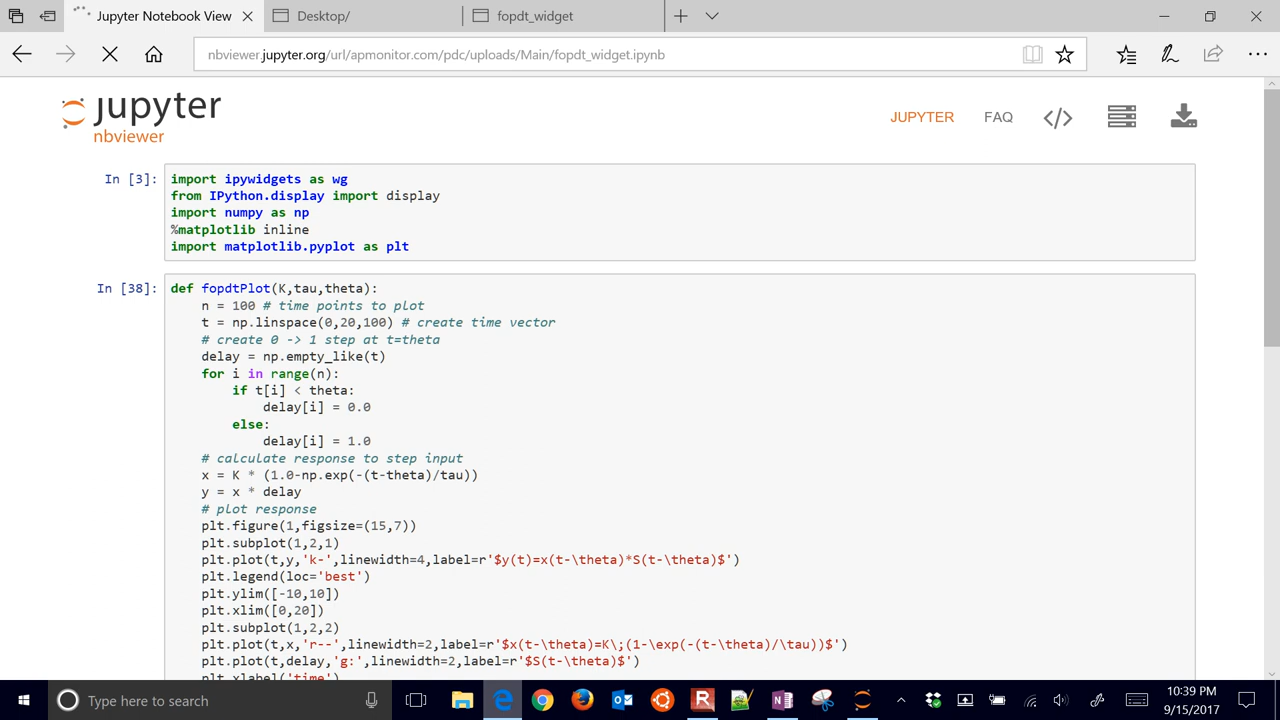 Jupyter Notebook View
Desktop/
fopdt_widget
nbviewer.jupyter.org/url/apmonitor.com/pdc/uploads/Main/fopdt_widget.ipynb
jupyter
nbviewer
JUPYTER
FAQ
</>
In [3]:
import ipywidgets as wg
from IPython.display import display
import numpy as np
%matplotlib inline
import matplotlib.pyplot as plt
In [38]:
def fopdtPlot(K,tau,theta):
    n = 100 # time points to plot
    t = np.linspace(0,20,100) # create time vector
    # create 0 -> 1 step at t=theta
    delay = np.empty_like(t)
    for i in range(n):
        if t[i] < theta:
            delay[i] = 0.0
        else:
            delay[i] = 1.0
    # calculate response to step input
    x = K * (1.0-np.exp(-(t-theta)/tau))
    y = x * delay
    # plot response
    plt.figure(1,figsize=(15,7))
    plt.subplot(1,2,1)
    plt.plot(t,y,'k-',linewidth=4,label=r'$y(t)=x(t-\theta)*S(t-\theta)$')
    plt.legend(loc='best')
    plt.ylim([-10,10])
    plt.xlim([0,20])
    plt.subplot(1,2,2)
    plt.plot(t,x,'r--',linewidth=2,label=r'$x(t-\theta)=K\;(1-\exp(-(t-\theta)/\tau))$')
    plt.plot(t,delay,'g:',linewidth=2,label=r'$S(t-\theta)$')
    plt.xlabel('time')
Type here to search
10:39 PM
9/15/2017